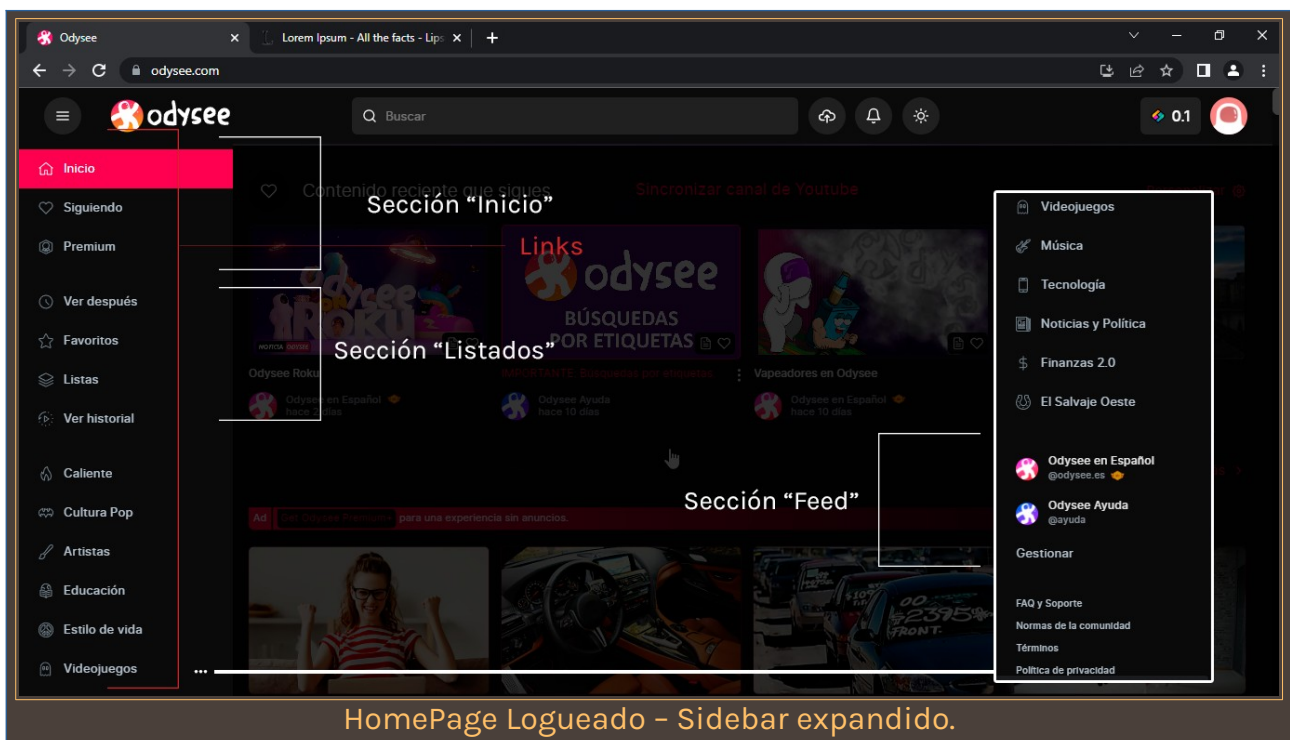 Odysee
Lorem Ipsum - All the facts - Lips
odysee.com
odysee
Buscar
0.1
Inicio
Siguiendo
Premium
Ver después
Favoritos
Listas
Ver historial
Caliente
Cultura Pop
Artistas
Educación
Estilo de vida
Videojuegos
Contenido reciente que sigues
Sincronizar canal de Youtube
Sección “Inicio”
Links
odysee
BÚSQUEDAS
POR ETIQUETAS
Sección “Listados”
Odysee Roku
IMPORTANTE: Búsquedas por etiquetas
Vapeadores en Odysee
Odysee en Español
hace 2 días
Odysee Ayuda
hace 10 días
Odysee en Español
hace 10 días
Sección “Feed”
Ad
para una experiencia sin anuncios.
Videojuegos
Música
Tecnología
Noticias y Política
Finanzas 2.0
El Salvaje Oeste
Odysee en Español
@odysee.es
Odysee Ayuda
@ayuda
Gestionar
FAQ y Soporte
Normas de la comunidad
Términos
Política de privacidad
HomePage Logueado – Sidebar expandido.